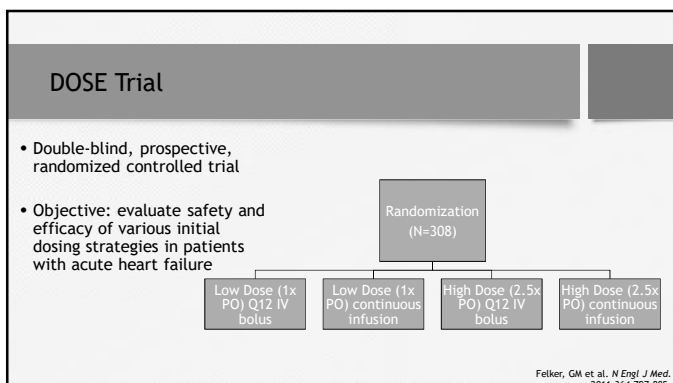 DOSE Trial
• Double-blind, prospective,
randomized controlled trial
• Objective: evaluate safety and
efficacy of various initial
dosing strategies in patients
with acute heart failure
Randomization
(N=308)
Low Dose (1x
PO) Q12 IV
bolus
Low Dose (1x
PO) continuous
infusion
High Dose (2.5x
PO) Q12 IV
bolus
High Dose (2.5x
PO) continuous
infusion
Felker, GM et al. N Engl J Med.